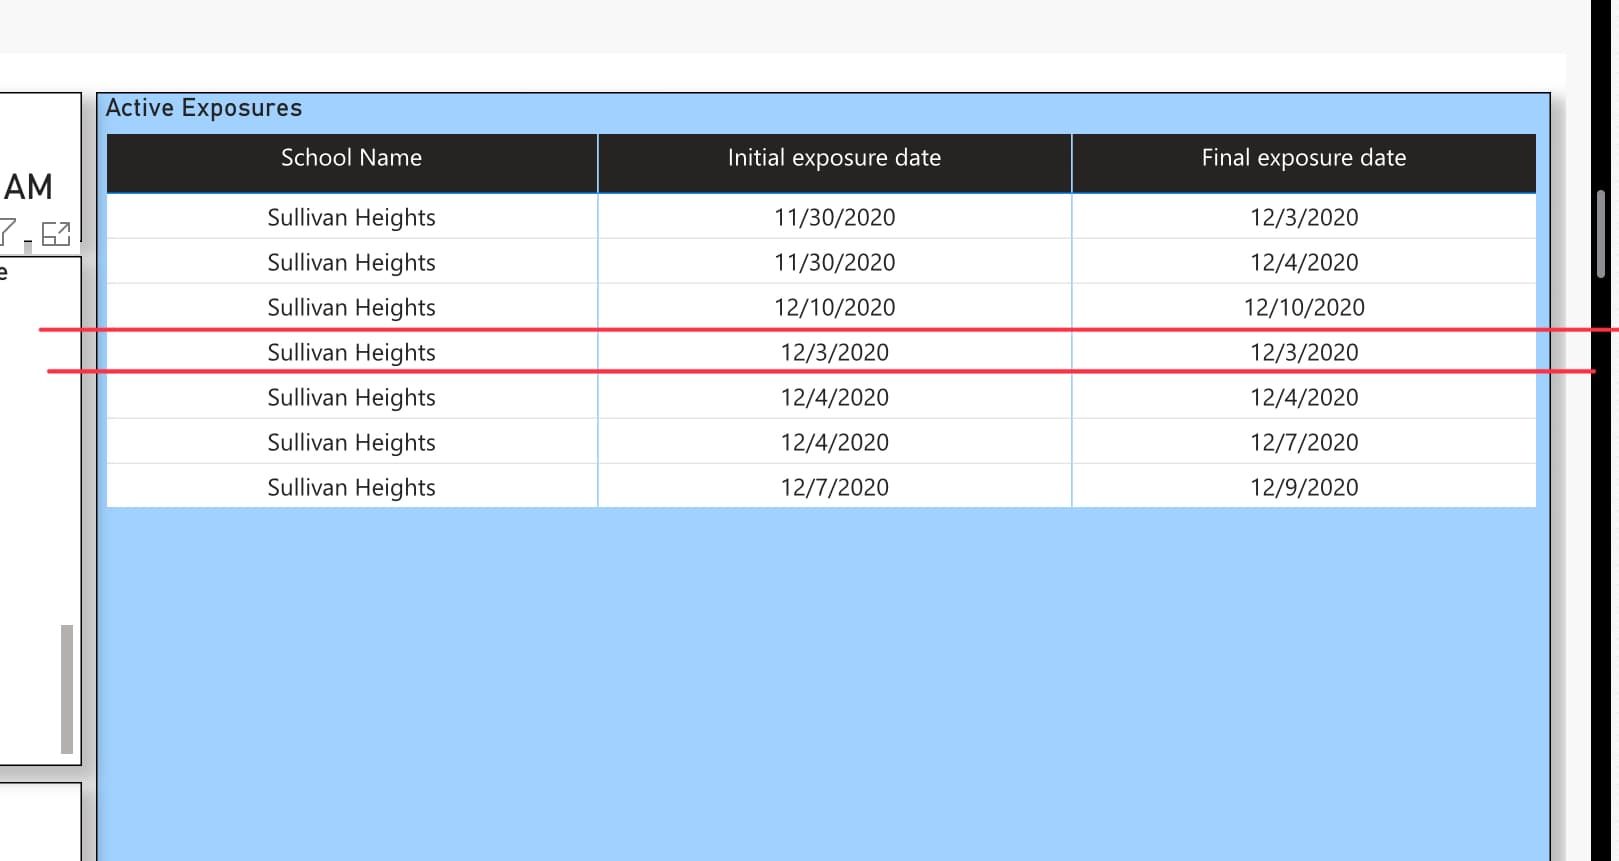 AM
e
Active Exposures
School Name Initial exposure date Final exposure date
Sullivan Heights 11/30/2020 12/3/2020
Sullivan Heights 11/30/2020 12/4/2020
Sullivan Heights 12/10/2020 12/10/2020
Sullivan Heights 12/3/2020 12/3/2020
Sullivan Heights 12/4/2020 12/4/2020
Sullivan Heights 12/4/2020 12/7/2020
Sullivan Heights 12/7/2020 12/9/2020